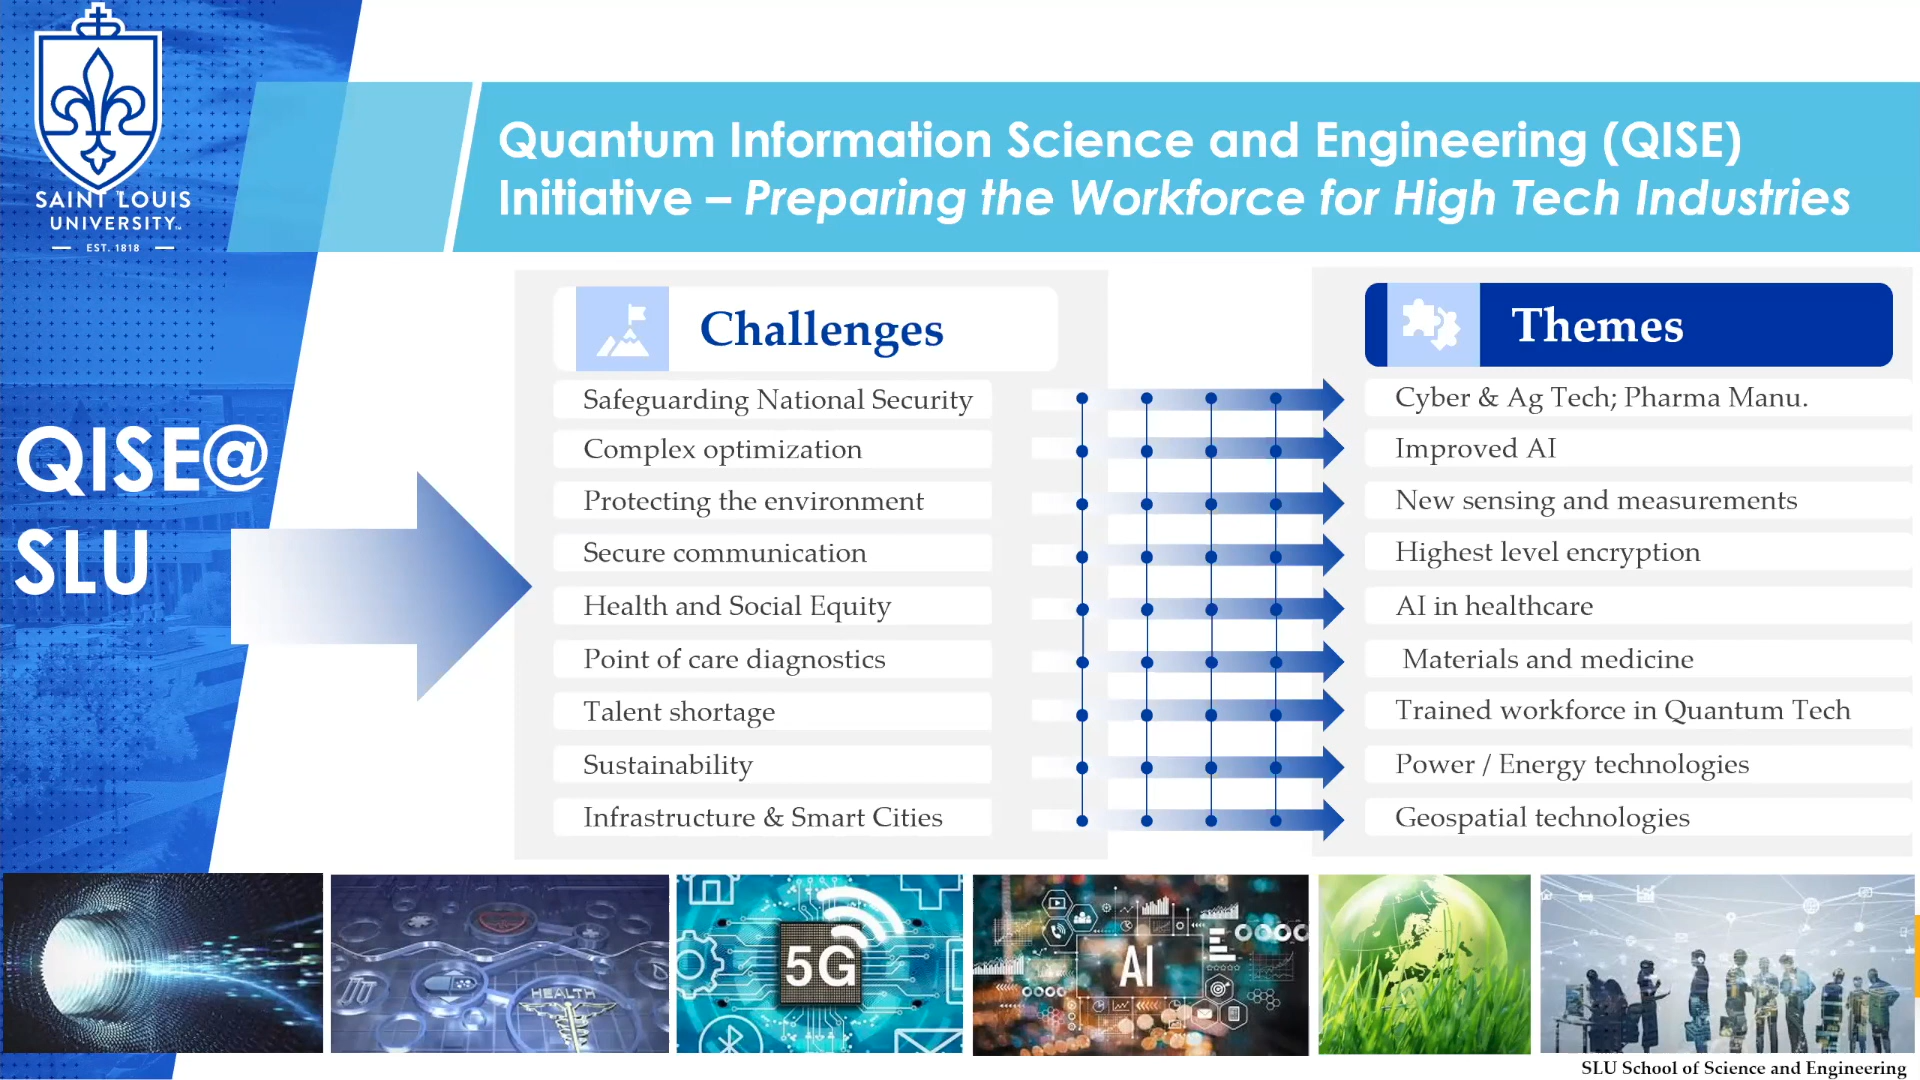 SAINT LOUIS
UNIVERSITY™
EST. 1818
Quantum Information Science and Engineering (QISE)
Initiative – Preparing the Workforce for High Tech Industries
QISE@
SLU
Challenges
Safeguarding National Security
Complex optimization
Protecting the environment
Secure communication
Health and Social Equity
Point of care diagnostics
Talent shortage
Sustainability
Infrastructure & Smart Cities
Themes
Cyber & Ag Tech; Pharma Manu.
Improved AI
New sensing and measurements
Highest level encryption
AI in healthcare
Materials and medicine
Trained workforce in Quantum Tech
Power / Energy technologies
Geospatial technologies
HEALTH
5G
AI
SLU School of Science and Engineering